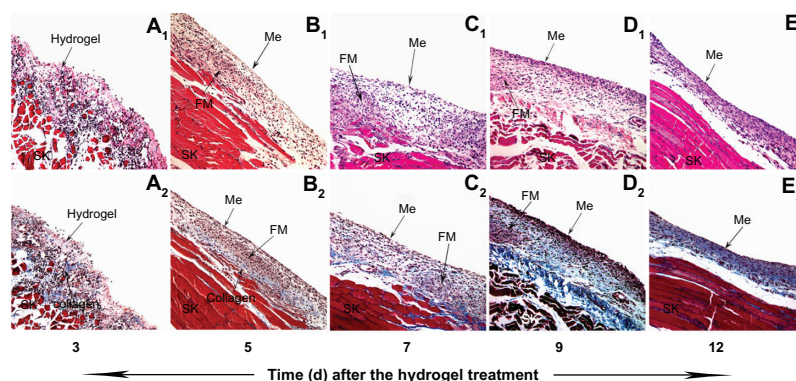 A1
Hydrogel
SK
B1
Me
FM
SK
C1
Me
FM
SK
D1
Me
FM
SK
E
Me
SK
A2
Hydrogel
SK collagen
B2
Me
FM
Collagen
SK
C2
Me
FM
SK
D2
FM
Me
SK
E
Me
SK
3 5 7 9 12
Time (d) after the hydrogel treatment